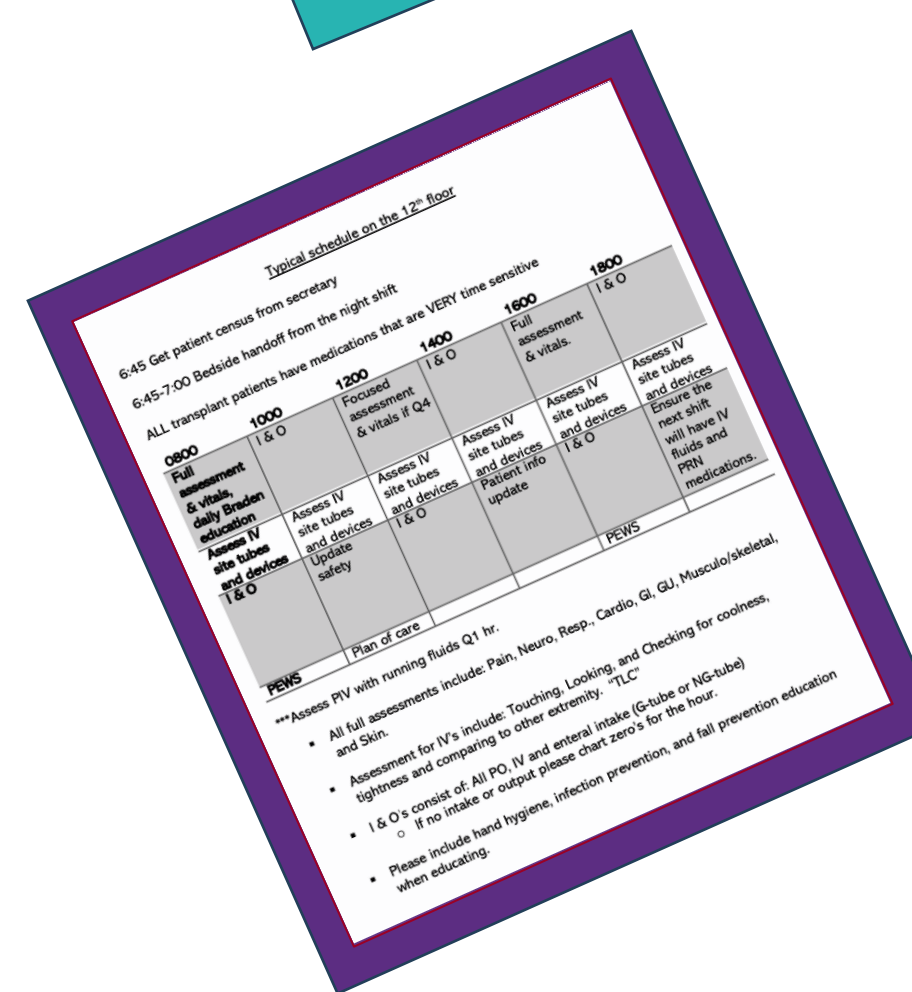 Typical schedule on the 12th floor
6:45 Get patient census from secretary
6:45-7:00 Bedside handoff from the night shift
ALL transplant patients have medications that are VERY time sensitive
0800 1000 1200 1400 1600 1800
Full
assessment
& vitals,
daily Braden
education
I & O
Focused
assessment
& vitals if Q4
I & O
Full
assessment
& vitals.
I & O
Assess IV
site tubes
and devices
Assess IV
site tubes
and devices
Assess IV
site tubes
and devices
Assess IV
site tubes
and devices
Assess IV
site tubes
and devices
Assess IV
site tubes
and devices
I & O
Update
safety
I & O
Patient info
update
I & O
Ensure the
next shift
will have IV
fluids and
PRN
medications.
PEWS
Plan of care
PEWS
***Assess PIV with running fluids Q1 hr.
▪ All full assessments include: Pain, Neuro, Resp., Cardio, GI, GU, Musculo/skeletal,
and Skin.
▪ Assessment for IV's include: Touching, Looking, and Checking for coolness,
tightness and comparing to other extremity. "TLC"
▪ I & O's consist of: All PO, IV and enteral intake (G-tube or NG-tube)
○ If no intake or output please chart zero's for the hour.
▪ Please include hand hygiene, infection prevention, and fall prevention education
when educating.